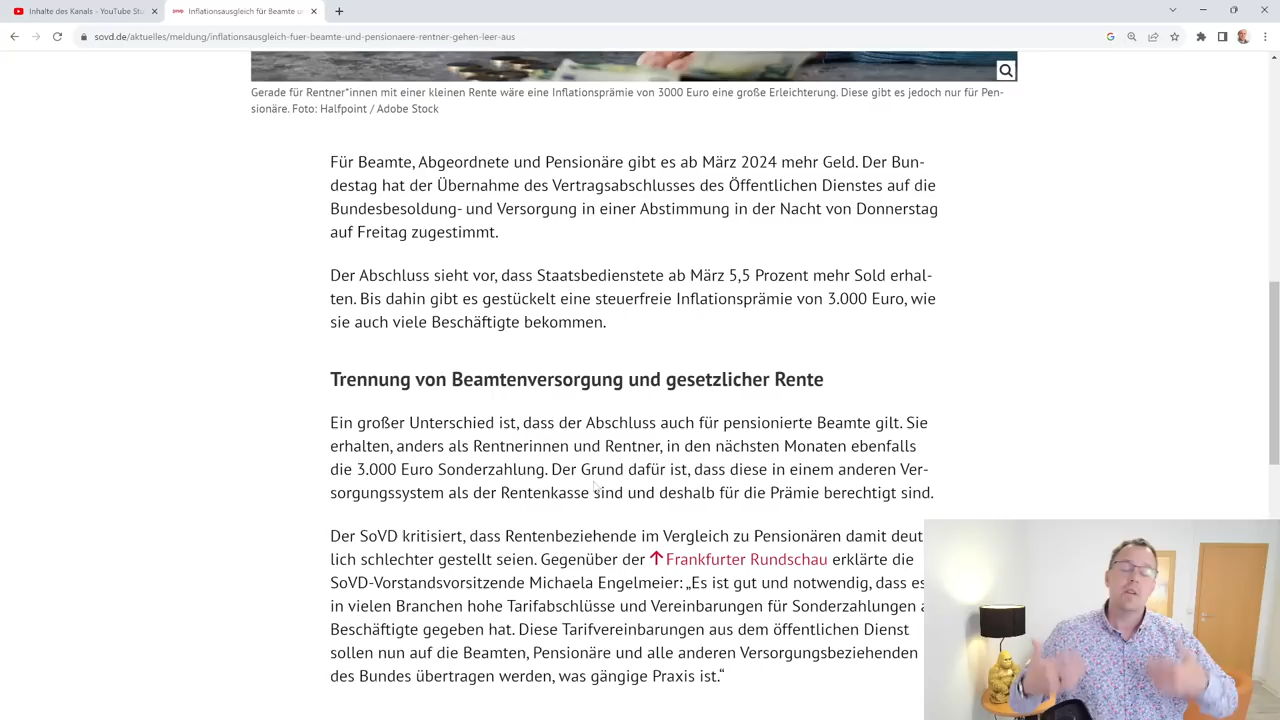 Inhalte des Kanals - YouTube Stu
Inflationsausgleich für Beamte un
sovd.de/aktuelles/meldung/inflationsausgleich-fuer-beamte-und-pensionaere-rentner-gehen-leer-aus
Gerade für Rentner*innen mit einer kleinen Rente wäre eine Inflationsprämie von 3000 Euro eine große Erleichterung. Diese gibt es jedoch nur für Pen-
sionäre. Foto: Halfpoint / Adobe Stock
Für Beamte, Abgeordnete und Pensionäre gibt es ab März 2024 mehr Geld. Der Bun-
destag hat der Übernahme des Vertragsabschlusses des Öffentlichen Dienstes auf die
Bundesbesoldung- und Versorgung in einer Abstimmung in der Nacht von Donnerstag
auf Freitag zugestimmt.
Der Abschluss sieht vor, dass Staatsbedienstete ab März 5,5 Prozent mehr Sold erhal-
ten. Bis dahin gibt es gestückelt eine steuerfreie Inflationsprämie von 3.000 Euro, wie
sie auch viele Beschäftigte bekommen.
Trennung von Beamtenversorgung und gesetzlicher Rente
Ein großer Unterschied ist, dass der Abschluss auch für pensionierte Beamte gilt. Sie
erhalten, anders als Rentnerinnen und Rentner, in den nächsten Monaten ebenfalls
die 3.000 Euro Sonderzahlung. Der Grund dafür ist, dass diese in einem anderen Ver-
sorgungssystem als der Rentenkasse sind und deshalb für die Prämie berechtigt sind.
Der SoVD kritisiert, dass Rentenbeziehende im Vergleich zu Pensionären damit deut
lich schlechter gestellt seien. Gegenüber der Frankfurter Rundschau erklärte die
SoVD-Vorstandsvorsitzende Michaela Engelmeier: „Es ist gut und notwendig, dass es
in vielen Branchen hohe Tarifabschlüsse und Vereinbarungen für Sonderzahlungen
Beschäftigte gegeben hat. Diese Tarifvereinbarungen aus dem öffentlichen Dienst
sollen nun auf die Beamten, Pensionäre und alle anderen Versorgungsbeziehenden
des Bundes übertragen werden, was gängige Praxis ist.“